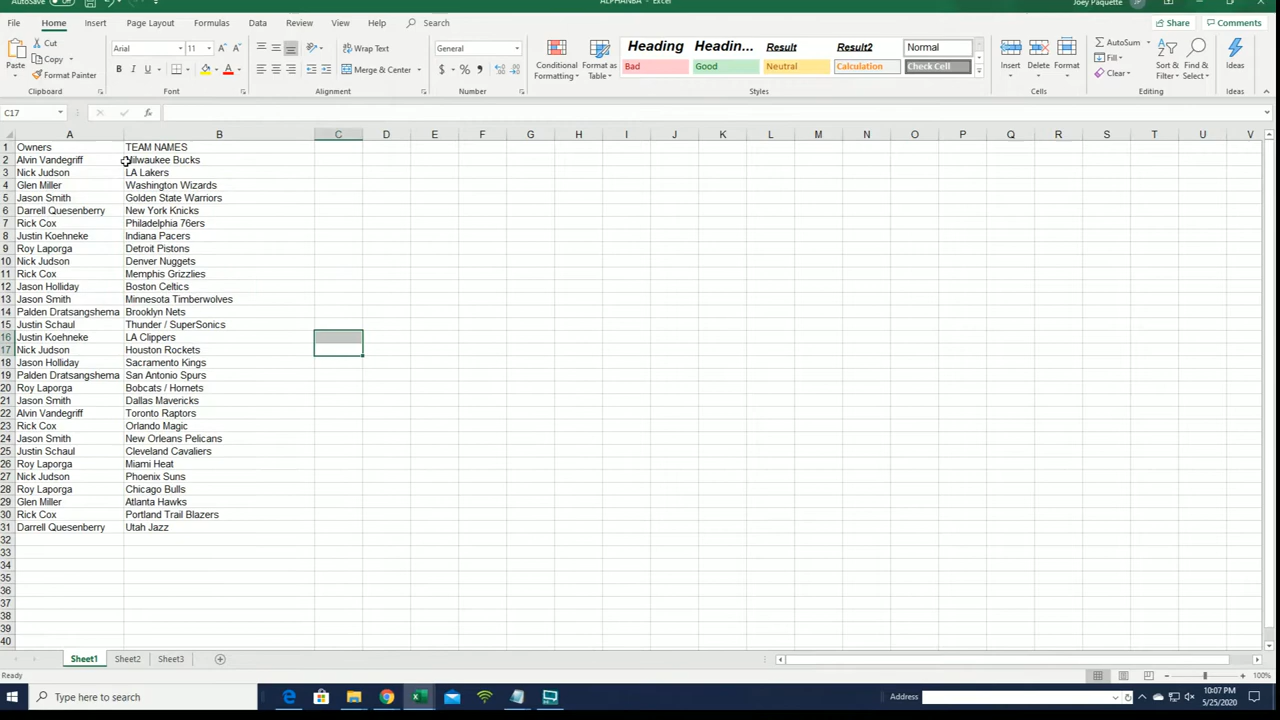 AutoSave Off
ALPHANBA - Excel
Joey Paquette JP
File Home Insert Page Layout Formulas Data Review View Help Search Share Comments
Paste Cut Copy Format Painter Clipboard
Arial 11 B I U A Font
Wrap Text Merge & Center Alignment
General $ % Number
Conditional Formatting Format as Table
Heading Headin... Result Result2 Normal
Bad Good Neutral Calculation Check Cell
Styles
Insert Delete Format Cells
AutoSum Fill Clear Sort & Filter Find & Select Editing
Ideas Ideas
C17 fx
A B C D E F G H I J K L M N O P Q R S T U V
1 Owners TEAM NAMES
2 Alvin Vandegriff Milwaukee Bucks
3 Nick Judson LA Lakers
4 Glen Miller Washington Wizards
5 Jason Smith Golden State Warriors
6 Darrell Quesenberry New York Knicks
7 Rick Cox Philadelphia 76ers
8 Justin Koehneke Indiana Pacers
9 Roy Laporga Detroit Pistons
10 Nick Judson Denver Nuggets
11 Rick Cox Memphis Grizzlies
12 Jason Holliday Boston Celtics
13 Jason Smith Minnesota Timberwolves
14 Palden Dratsangshema Brooklyn Nets
15 Justin Schaul Thunder / SuperSonics
16 Justin Koehneke LA Clippers
17 Nick Judson Houston Rockets
18 Jason Holliday Sacramento Kings
19 Palden Dratsangshema San Antonio Spurs
20 Roy Laporga Bobcats / Hornets
21 Jason Smith Dallas Mavericks
22 Alvin Vandegriff Toronto Raptors
23 Rick Cox Orlando Magic
24 Jason Smith New Orleans Pelicans
25 Justin Schaul Cleveland Cavaliers
26 Roy Laporga Miami Heat
27 Nick Judson Phoenix Suns
28 Roy Laporga Chicago Bulls
29 Glen Miller Atlanta Hawks
30 Rick Cox Portland Trail Blazers
31 Darrell Quesenberry Utah Jazz
32
33
34
35
36
37
38
39
40
Sheet1 Sheet2 Sheet3
Ready 100%
Type here to search Address 10:07 PM
5/25/2020